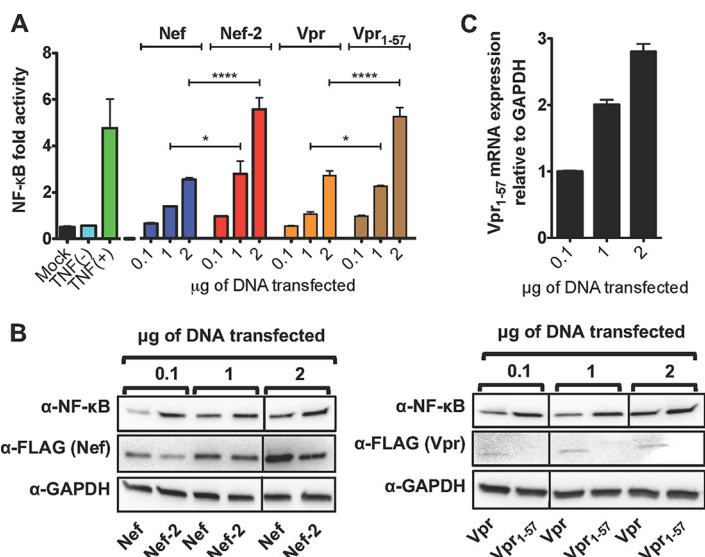 A
Nef Nef-2 Vpr Vpr1-57
8
6
4
2
0
NF-κB fold activity
**** ****
* *
Mock TNF(-) TNF(+) 0.1 1 2 0.1 1 2 0.1 1 2 0.1 1 2
μg of DNA transfected
C
3
2
1
0
Vpr1-57 mRNA expression
relative to GAPDH
0.1 1 2
μg of DNA transfected
B
μg of DNA transfected
0.1 1 2
α-NF-κB
α-FLAG (Nef)
α-GAPDH
Nef Nef-2 Nef Nef-2 Nef Nef-2
μg of DNA transfected
0.1 1 2
α-NF-κB
α-FLAG (Vpr)
α-GAPDH
Vpr Vpr1-57 Vpr Vpr1-57 Vpr Vpr1-57